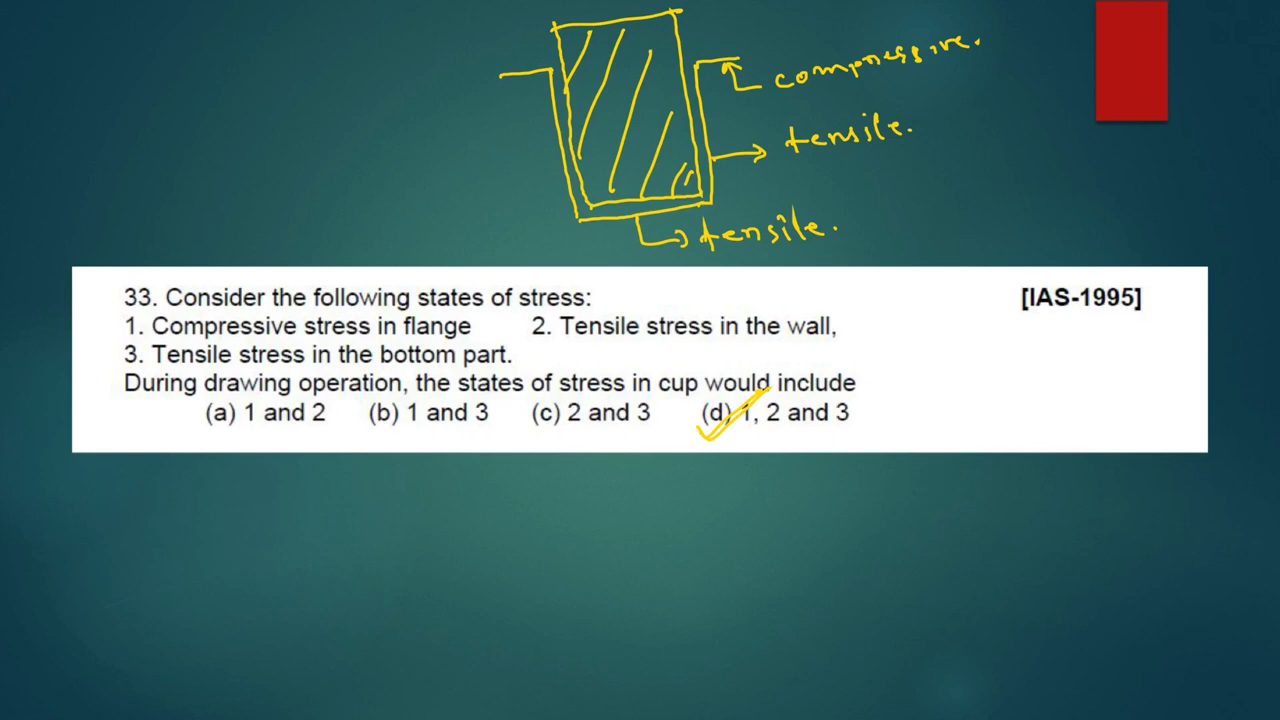 compressive.
tensile.
tensile.
33. Consider the following states of stress: [IAS-1995]
1. Compressive stress in flange 2. Tensile stress in the wall,
3. Tensile stress in the bottom part.
During drawing operation, the states of stress in cup would include
(a) 1 and 2 (b) 1 and 3 (c) 2 and 3 (d) 1, 2 and 3